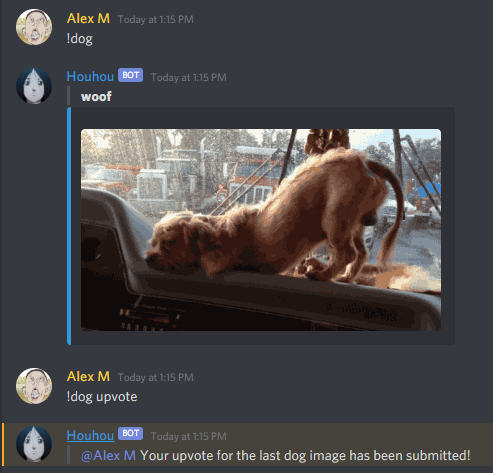 Alex M Today at 1:15 PM
!dog
Houhou BOT Today at 1:15 PM
woof
Alex M Today at 1:15 PM
!dog upvote
Houhou BOT Today at 1:15 PM
@Alex M Your upvote for the last dog image has been submitted!